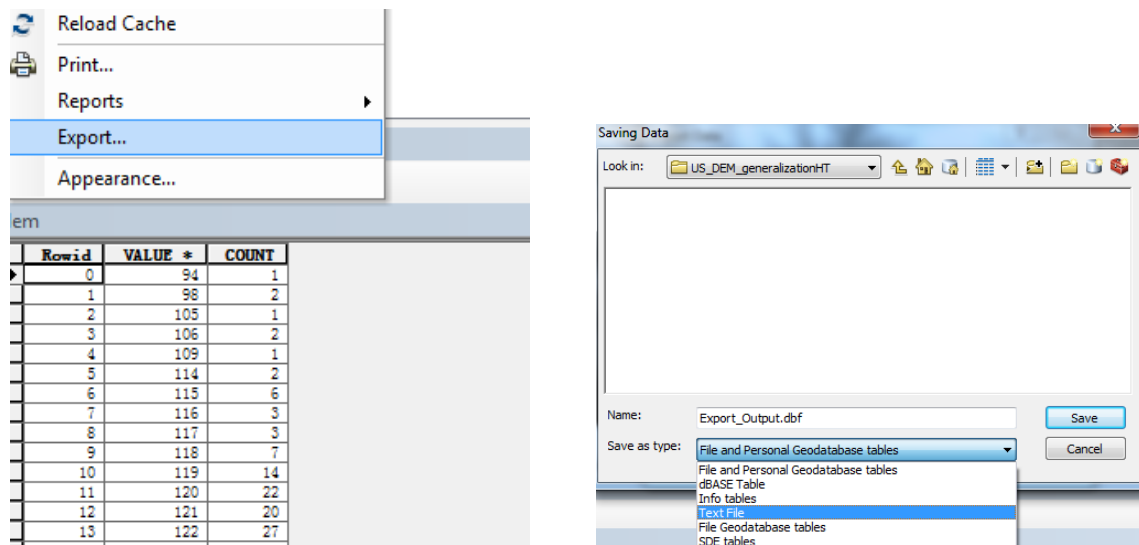 Reload Cache
Print...
Reports
Export...
Appearance...
em
Rowid VALUE * COUNT
0 94 1
1 98 2
2 105 1
3 106 2
4 109 1
5 114 2
6 115 6
7 116 3
8 117 3
9 118 7
10 119 14
11 120 22
12 121 20
13 122 27
Saving Data
Look in: US_DEM_generalizationHT
Name: Export_Output.dbf Save
Save as type: File and Personal Geodatabase tables Cancel
File and Personal Geodatabase tables
dBASE Table
Info tables
Text File
File Geodatabase tables
SDE tables